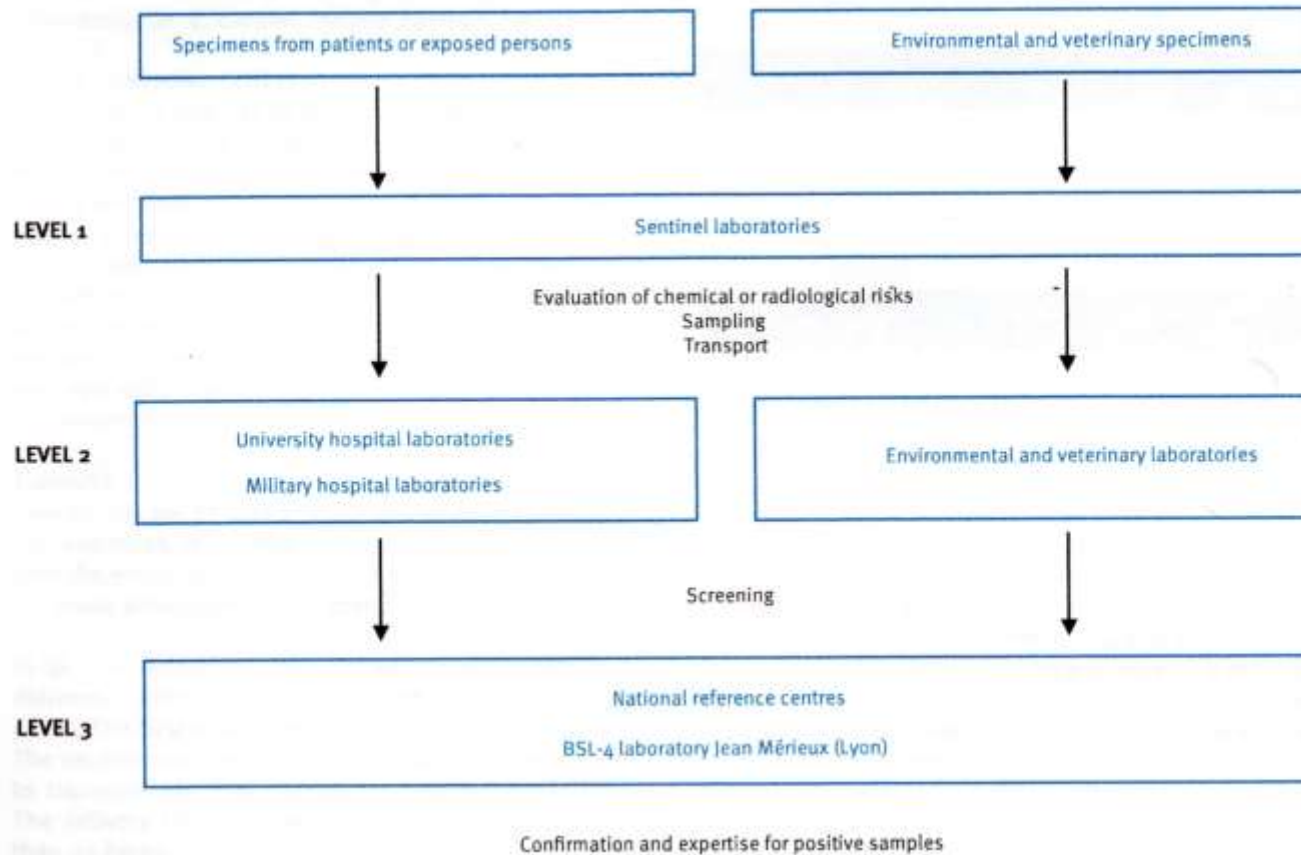 Specimens from patients or exposed persons
Environmental and veterinary specimens
LEVEL 1
Sentinel laboratories
Evaluation of chemical or radiological risks
Sampling
Transport
LEVEL 2
University hospital laboratories
Military hospital laboratories
Environmental and veterinary laboratories
Screening
LEVEL 3
National reference centres
BSL-4 laboratory Jean Mérieux (Lyon)
Confirmation and expertise for positive samples